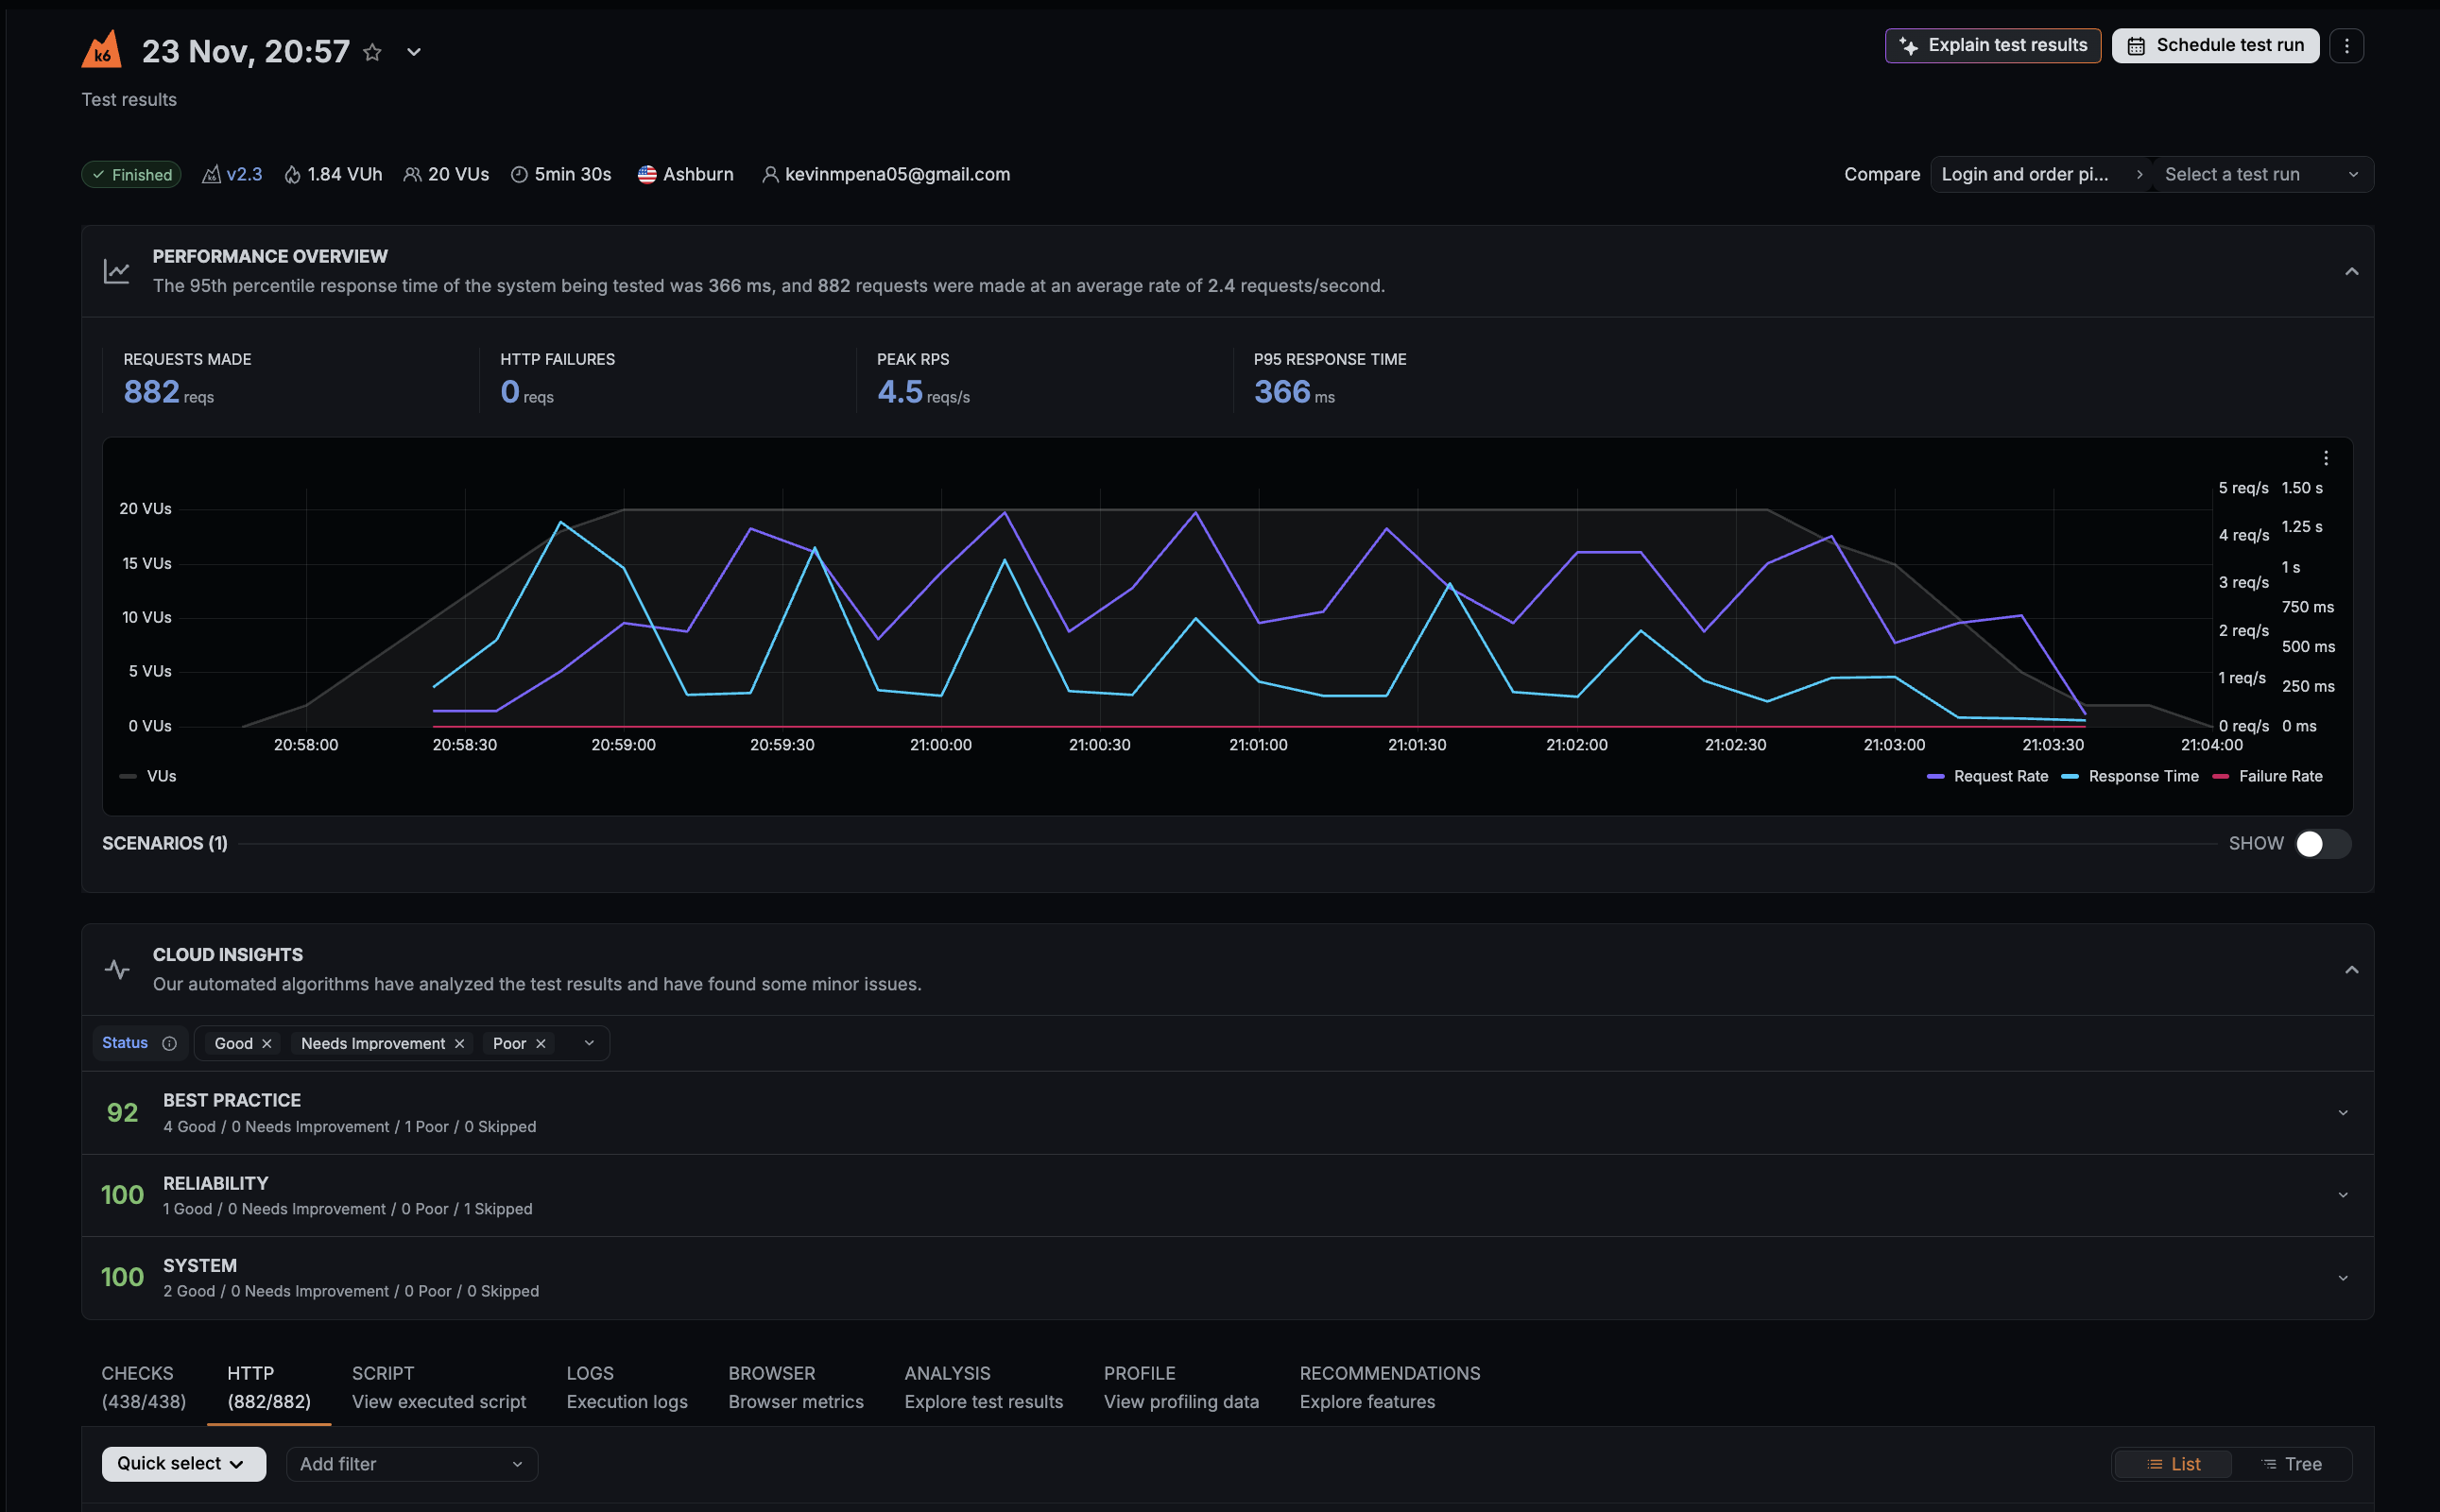 k6 23 Nov, 20:57
Explain test results Schedule test run
Test results
Finished v2.3 1.84 VUh 20 VUs 5min 30s Ashburn kevinmpena05@gmail.com
Compare Login and order pi... Select a test run
PERFORMANCE OVERVIEW
The 95th percentile response time of the system being tested was 366 ms, and 882 requests were made at an average rate of 2.4 requests/second.
REQUESTS MADE HTTP FAILURES PEAK RPS P95 RESPONSE TIME
882 reqs 0 reqs 4.5 reqs/s 366 ms
5 req/s 1.50 s
20 VUs
1.25 s
4 req/s
15 VUs
1 s
3 req/s
750 ms
10 VUs
2 req/s
500 ms
5 VUs
1 req/s
250 ms
0 VUs 0 req/s 0 ms
20:58:00 20:58:30 20:59:00 20:59:30 21:00:00 21:00:30 21:01:00 21:01:30 21:02:00 21:02:30 21:03:00 21:03:30 21:04:00
VUs Request Rate Response Time Failure Rate
SCENARIOS (1) SHOW
CLOUD INSIGHTS
Our automated algorithms have analyzed the test results and have found some minor issues.
Status Good Needs Improvement Poor
92 BEST PRACTICE
4 Good / 0 Needs Improvement / 1 Poor / 0 Skipped
100 RELIABILITY
1 Good / 0 Needs Improvement / 0 Poor / 1 Skipped
100 SYSTEM
2 Good / 0 Needs Improvement / 0 Poor / 0 Skipped
CHECKS HTTP SCRIPT LOGS BROWSER ANALYSIS PROFILE RECOMMENDATIONS
(438/438) (882/882) View executed script Execution logs Browser metrics Explore test results View profiling data Explore features
Quick select Add filter List Tree